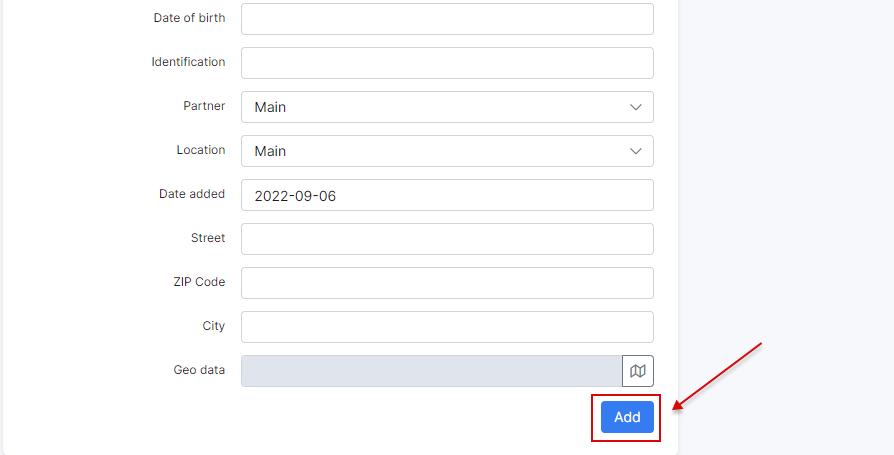 Date of birth
Identification
Partner Main
Location Main
Date added 2022-09-06
Street
ZIP Code
City
Geo data
Add